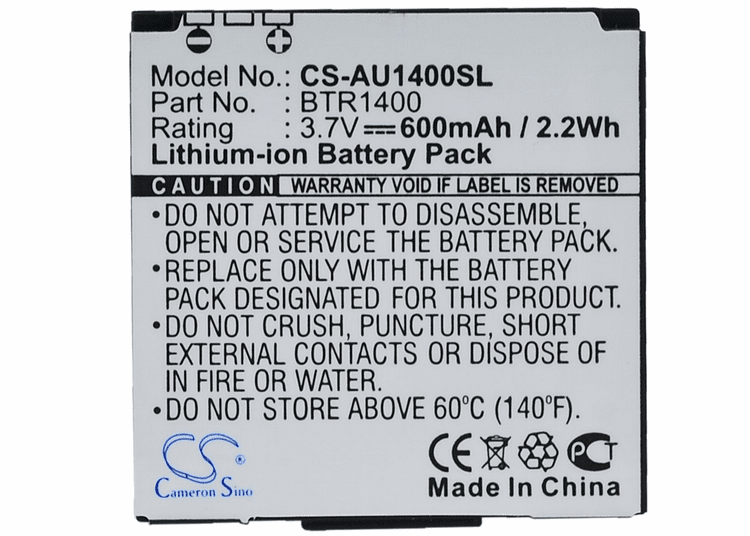 Model No.: CS-AU1400SL
Part No. : BTR1400
Rating : 3.7V 600mAh / 2.2Wh
Lithium-ion Battery Pack
CAUTION WARRANTY VOID IF LABEL IS REMOVED
•DO NOT ATTEMPT TO DISASSEMBLE,
OPEN OR SERVICE THE BATTERY PACK.
•REPLACE ONLY WITH THE BATTERY
PACK DESIGNATED FOR THIS PRODUCT.
•DO NOT CRUSH, PUNCTURE, SHORT
EXTERNAL CONTACTS OR DISPOSE OF
IN FIRE OR WATER.
•DO NOT STORE ABOVE 60°C (140°F).
CS
Cameron Sino
CE PCT
Made In China